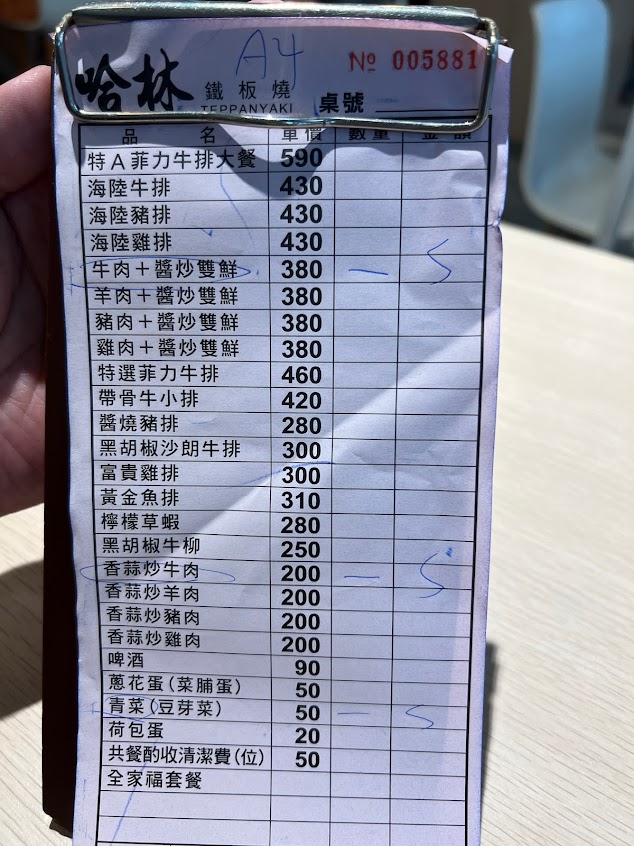 A4
哈林 鐵板燒 TEPPANYAKI 桌號 № 005881
品名 單價 數量 金額
特A菲力牛排大餐 590
海陸牛排 430
海陸豬排 430
海陸雞排 430
牛肉+醬炒雙鮮 380 一 S
羊肉+醬炒雙鮮 380
豬肉+醬炒雙鮮 380
雞肉+醬炒雙鮮 380
特選菲力牛排 460
帶骨牛小排 420
醬燒豬排 280
黑胡椒沙朗牛排 300
富貴雞排 300
黃金魚排 310
檸檬草蝦 280
黑胡椒牛柳 250
香蒜炒牛肉 200 一 S
香蒜炒羊肉 200
香蒜炒豬肉 200
香蒜炒雞肉 200
啤酒 90
蔥花蛋(菜脯蛋) 50
青菜(豆芽菜) 50 一 S
荷包蛋 20
共餐酌收清潔費(位) 50
全家福套餐